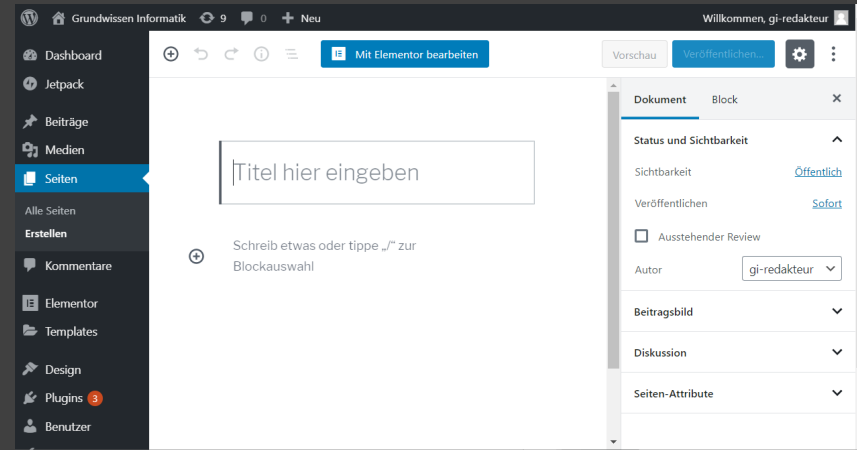 Grundwissen Informatik 9 0 Neu Willkommen, gi-redakteur
Dashboard
Jetpack
Beiträge
Medien
Seiten
Alle Seiten
Erstellen
Kommentare
Elementor
Templates
Design
Plugins 3
Benutzer
Mit Elementor bearbeiten Vorschau Veröffentlichen...
Titel hier eingeben
Schreib etwas oder tippe „/“ zur
Blockauswahl
Dokument Block
Status und Sichtbarkeit
Sichtbarkeit Öffentlich
Veröffentlichen Sofort
Ausstehender Review
Autor gi-redakteur
Beitragsbild
Diskussion
Seiten-Attribute